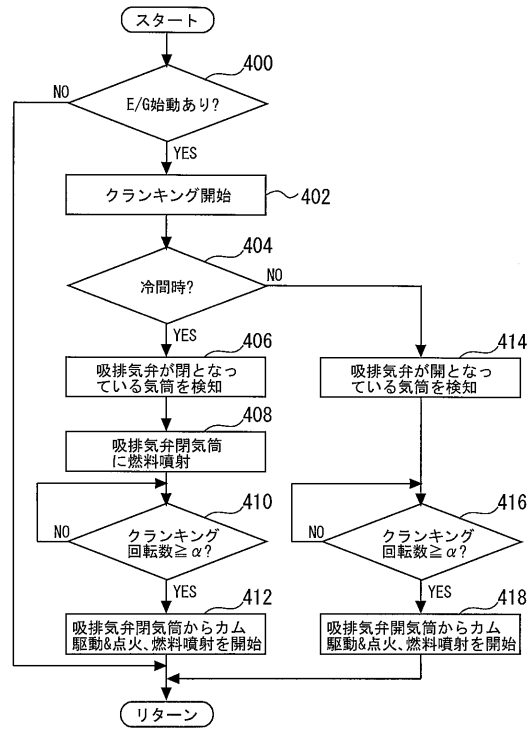 スタート
400
E/G始動あり?
NO
YES
クランキング開始
402
404
冷間時?
NO
YES
406
吸排気弁が閉となっ
ている気筒を検知
414
吸排気弁が開となっ
ている気筒を検知
408
吸排気弁閉気筒
に燃料噴射
410
クランキング
回転数≧α?
NO
YES
416
クランキング
回転数≧α?
NO
YES
412
吸排気弁閉気筒からカム
駆動&点火、燃料噴射を開始
418
吸排気弁開気筒からカム
駆動&点火、燃料噴射を開始
リターン